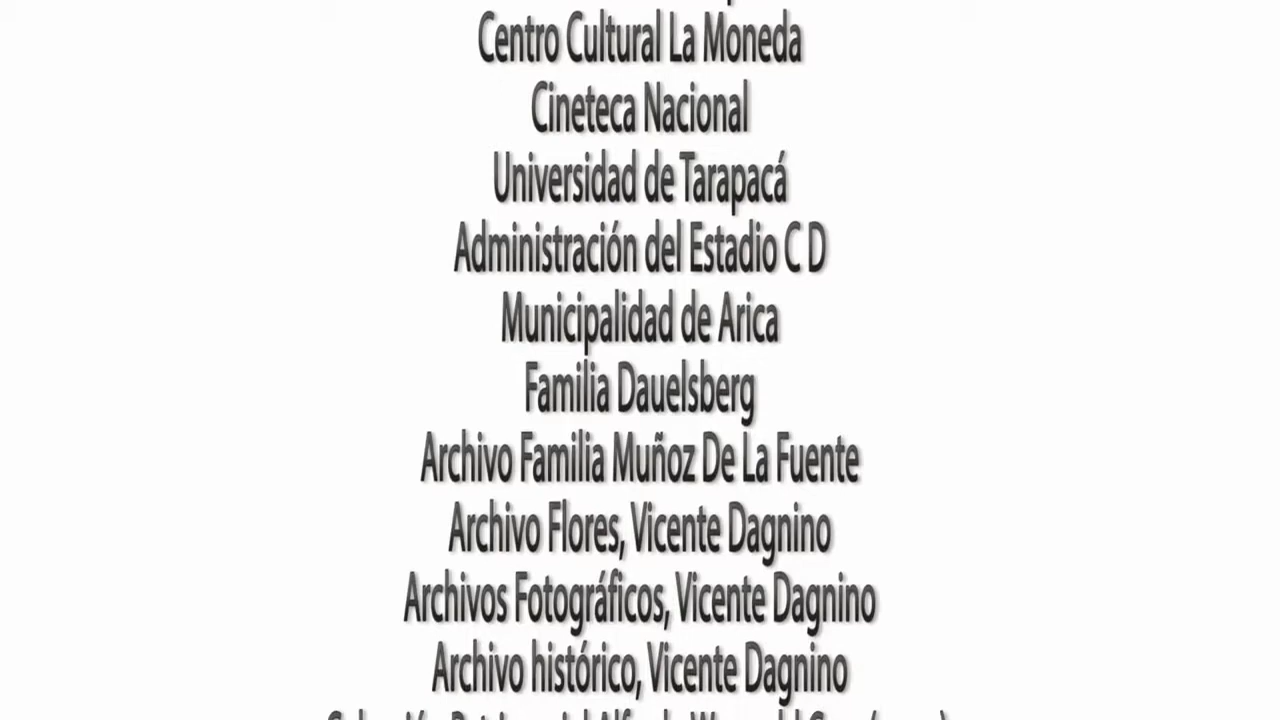 Centro Cultural La Moneda
Cineteca Nacional
Universidad de Tarapacá
Administración del Estadio C D
Municipalidad de Arica
Familia Dauelsberg
Archivo Familia Muñoz De La Fuente
Archivo Flores, Vicente Dagnino
Archivos Fotográficos, Vicente Dagnino
Archivo histórico, Vicente Dagnino